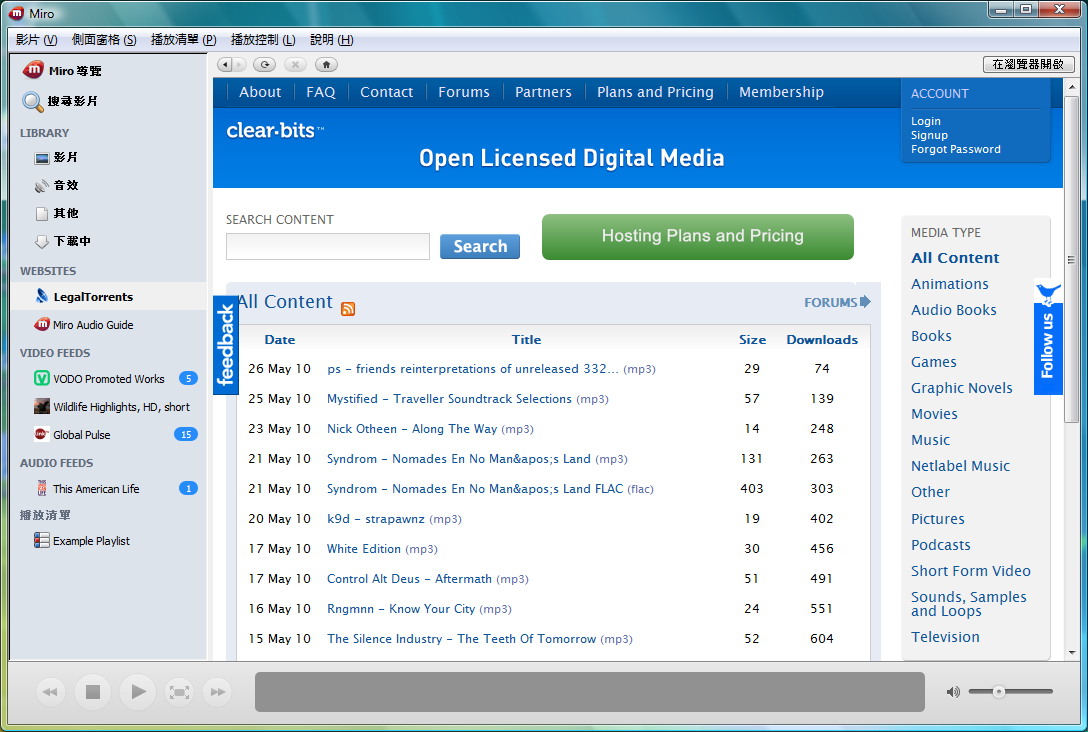 Miro
影片 (V) 側面窗格 (S) 播放清單 (P) 播放控制 (L) 說明 (H)
Miro 導覽
搜尋影片
LIBRARY
影片
音效
其他
下載中
WEBSITES
LegalTorrents
Miro Audio Guide
VIDEO FEEDS
VODO Promoted Works 5
Wildlife Highlights, HD, short
Global Pulse 15
AUDIO FEEDS
This American Life 1
播放清單
Example Playlist
在瀏覽器開啟
About FAQ Contact Forums Partners Plans and Pricing Membership
clear·bits™
Open Licensed Digital Media
ACCOUNT
Login
Signup
Forgot Password
SEARCH CONTENT
Search
Hosting Plans and Pricing
feedback
All Content FORUMS
Date Title Size Downloads
26 May 10 ps – friends reinterpretations of unreleased 332... (mp3) 29 74
25 May 10 Mystified – Traveller Soundtrack Selections (mp3) 57 139
23 May 10 Nick Otheen – Along The Way (mp3) 14 248
21 May 10 Syndrom – Nomades En No Man&apos;s Land (mp3) 131 263
21 May 10 Syndrom – Nomades En No Man&apos;s Land FLAC (flac) 403 303
20 May 10 k9d – strapawnz (mp3) 19 402
17 May 10 White Edition (mp3) 30 456
17 May 10 Control Alt Deus – Aftermath (mp3) 51 491
16 May 10 Rngmnn – Know Your City (mp3) 24 551
15 May 10 The Silence Industry – The Teeth Of Tomorrow (mp3) 52 604
MEDIA TYPE
All Content
Animations
Audio Books
Books
Games
Graphic Novels
Movies
Music
Netlabel Music
Other
Pictures
Podcasts
Short Form Video
Sounds, Samples
and Loops
Television
Follow us